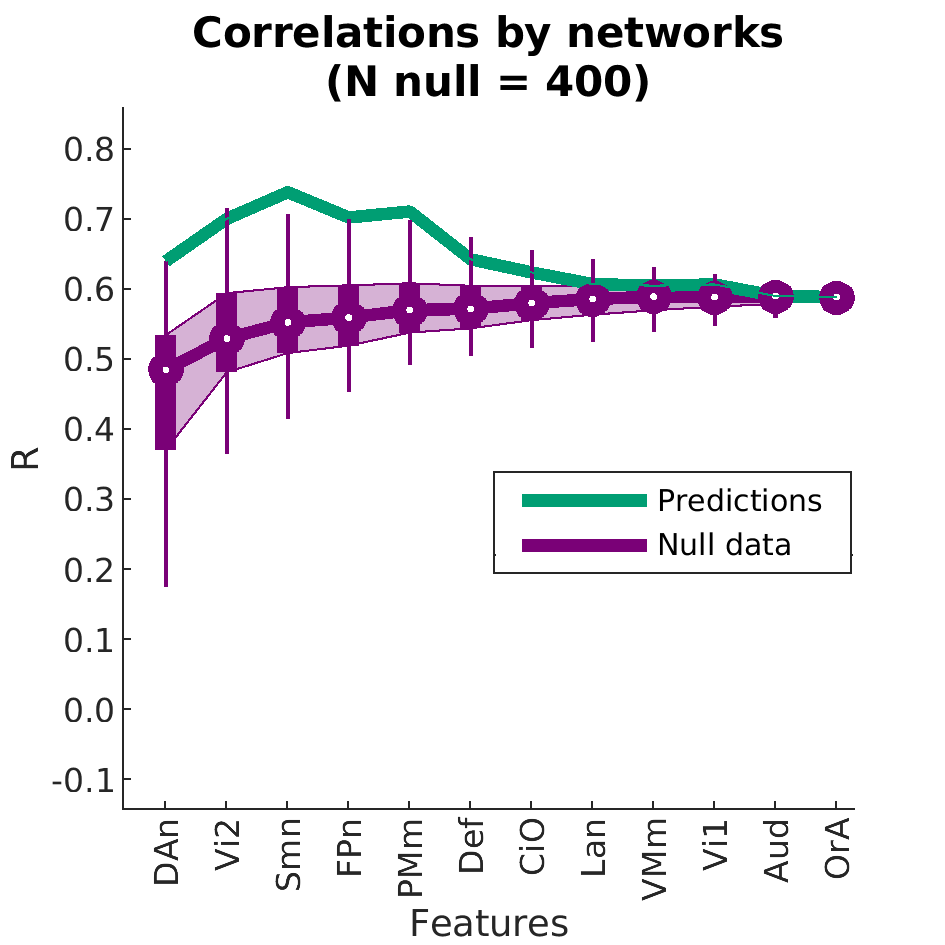 Correlations by networks
(N null = 400)
0.8
0.7
0.6
0.5
0.4
0.3
0.2
0.1
0.0
-0.1
R
Predictions
Null data
DAn
Vi2
Smn
FPn
PMm
Def
CiO
Lan
VMm
Vi1
Aud
OrA
Features